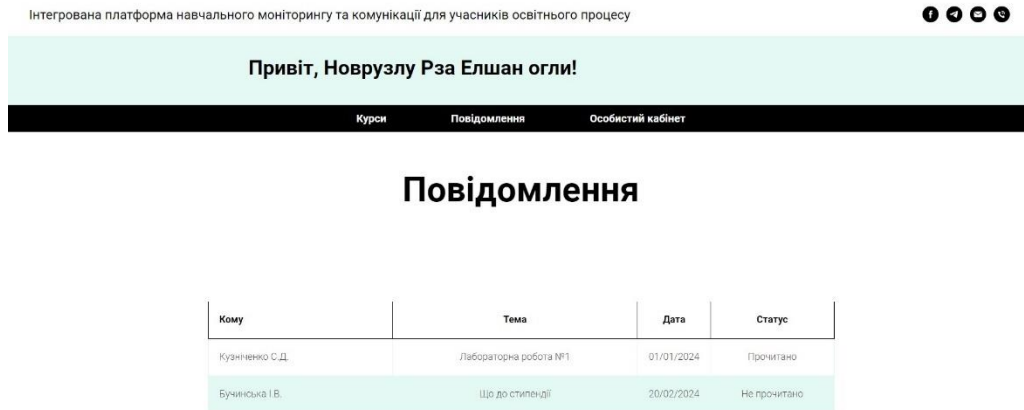 Інтегрована платформа навчального моніторингу та комунікації для учасників освітнього процесу
Привіт, Новрузлу Рза Елшан огли!
Курси Повідомлення Особистий кабінет
Повідомлення
Кому Тема Дата Статус
Кузніченко С.Д. Лабораторна робота №1 01/01/2024 Прочитано
Бучинська І.В. Що до стипендії 20/02/2024 Не прочитано